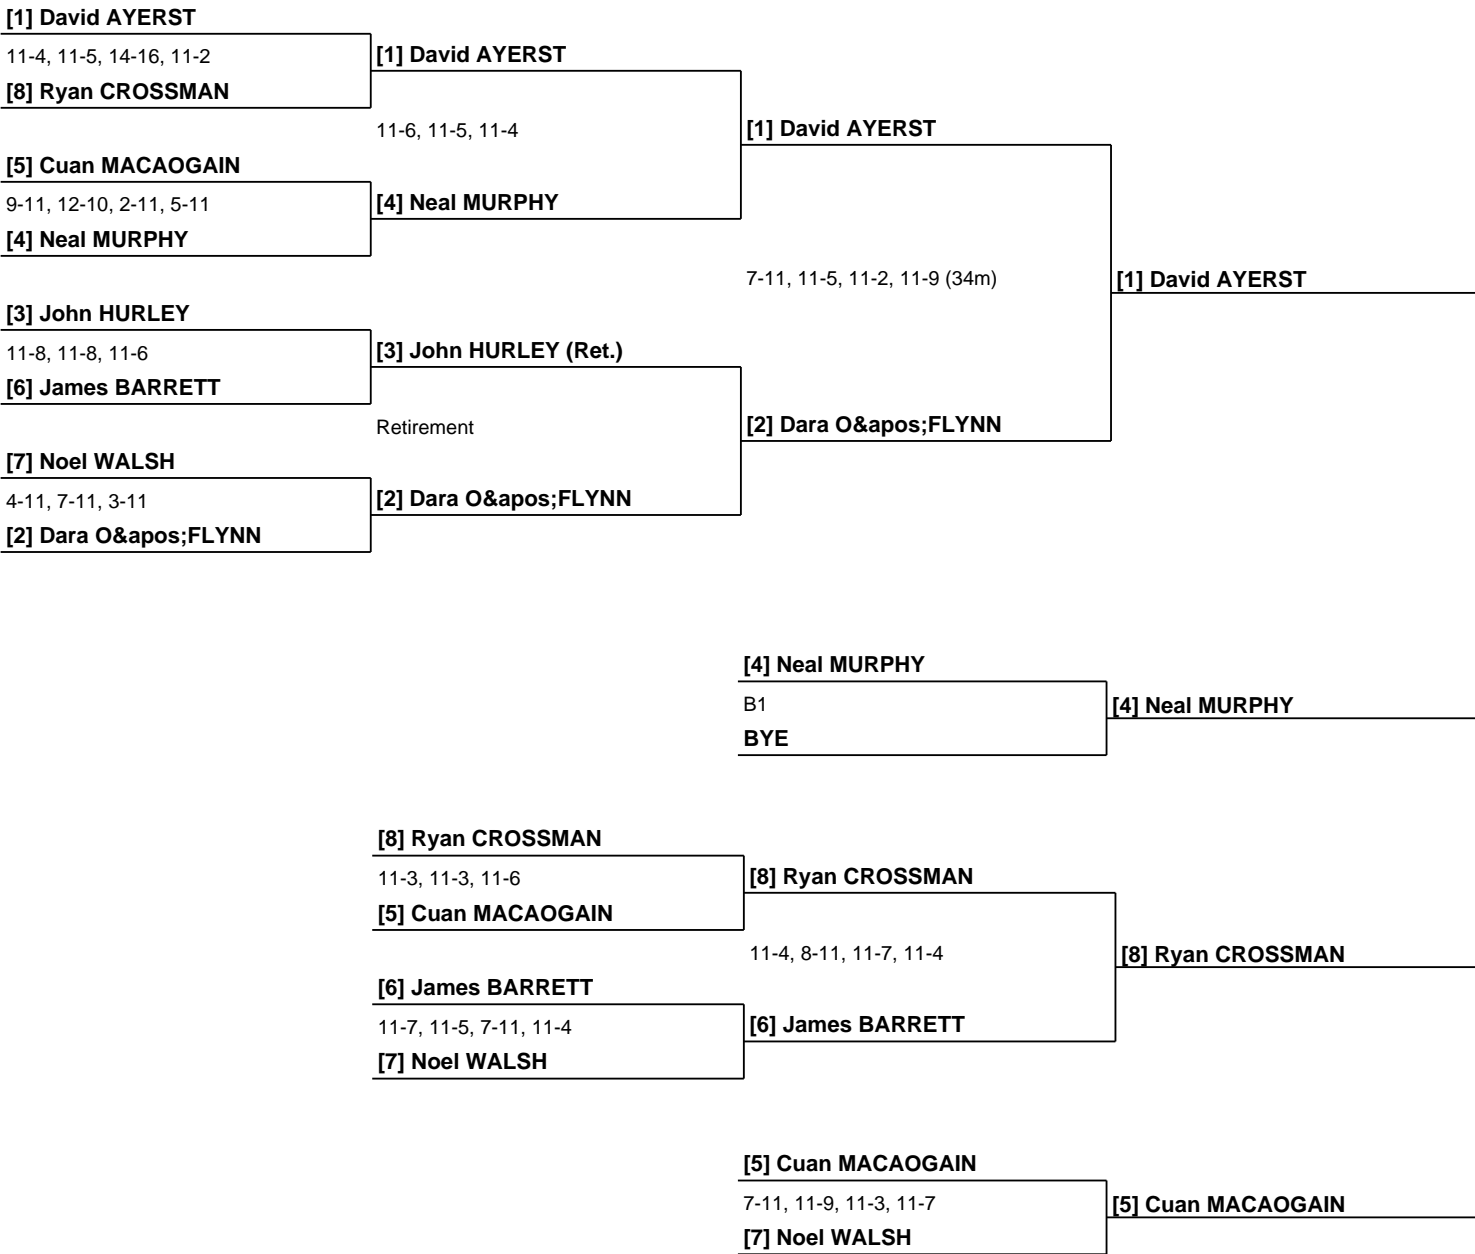 [1] David AYERST
11-4, 11-5, 14-16, 11-2
[1] David AYERST
[8] Ryan CROSSMAN
11-6, 11-5, 11-4
[1] David AYERST
[5] Cuan MACAOGAIN
9-11, 12-10, 2-11, 5-11
[4] Neal MURPHY
[4] Neal MURPHY
7-11, 11-5, 11-2, 11-9 (34m)
[1] David AYERST
[3] John HURLEY
11-8, 11-8, 11-6
[3] John HURLEY (Ret.)
[6] James BARRETT
Retirement
[2] Dara O&apos;FLYNN
[7] Noel WALSH
4-11, 7-11, 3-11
[2] Dara O&apos;FLYNN
[2] Dara O&apos;FLYNN
[4] Neal MURPHY
B1
[4] Neal MURPHY
BYE
[8] Ryan CROSSMAN
11-3, 11-3, 11-6
[8] Ryan CROSSMAN
[5] Cuan MACAOGAIN
11-4, 8-11, 11-7, 11-4
[8] Ryan CROSSMAN
[6] James BARRETT
11-7, 11-5, 7-11, 11-4
[6] James BARRETT
[7] Noel WALSH
[5] Cuan MACAOGAIN
7-11, 11-9, 11-3, 11-7
[5] Cuan MACAOGAIN
[7] Noel WALSH